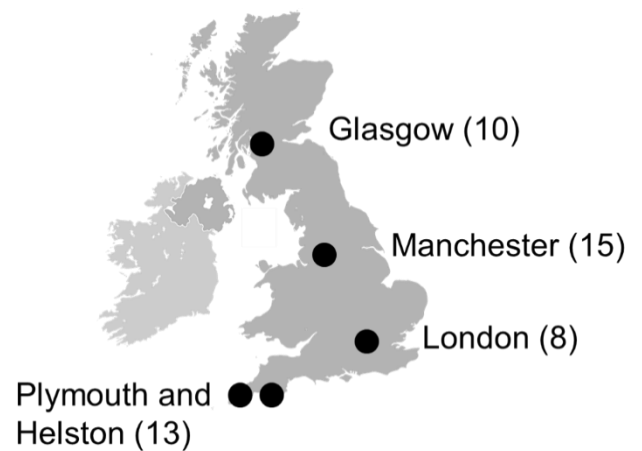 Glasgow (10)
Manchester (15)
London (8)
Plymouth and
Helston (13)